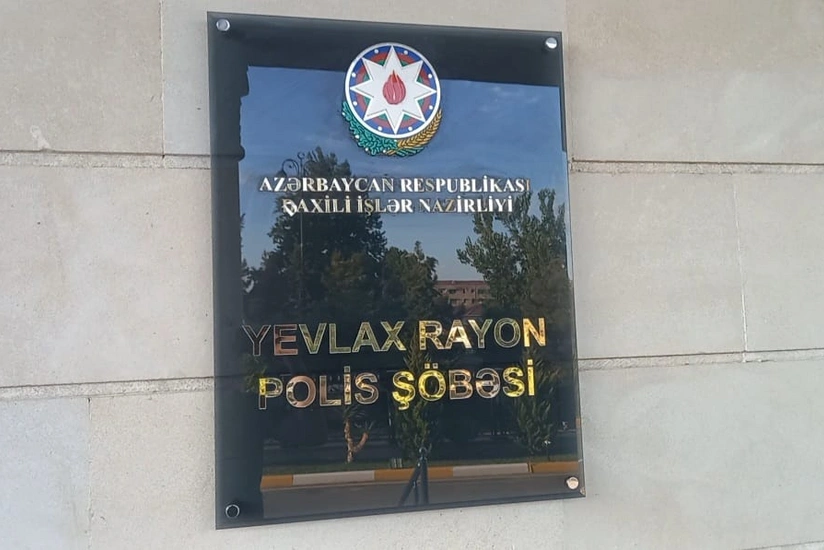 AZƏRBAYCAN RESPUBLİKASI
DAXİLİ İŞLƏR NAZİRLİYİ
YEVLAX RAYON
POLİS ŞÖBƏSİ